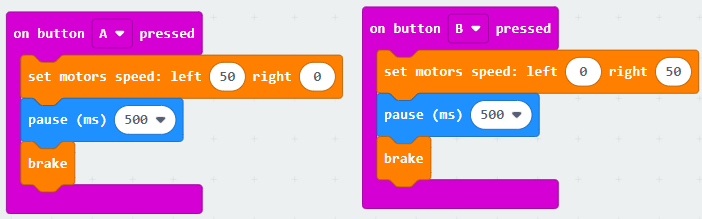 on button A pressed
set motors speed: left 50 right 0
pause (ms) 500
brake
on button B pressed
set motors speed: left 0 right 50
pause (ms) 500
brake